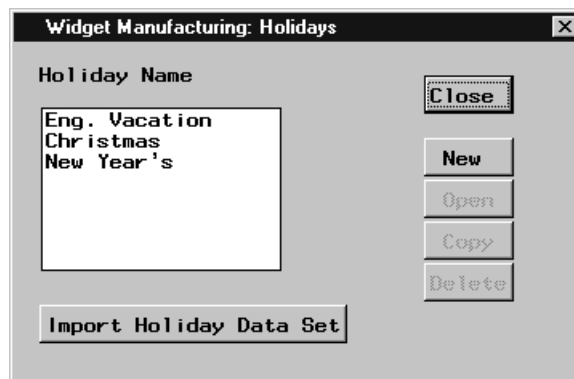 Widget Manufacturing: Holidays
Holiday Name
Eng. Vacation
Christmas
New Year's
Close
New
Open
Copy
Delete
Import Holiday Data Set